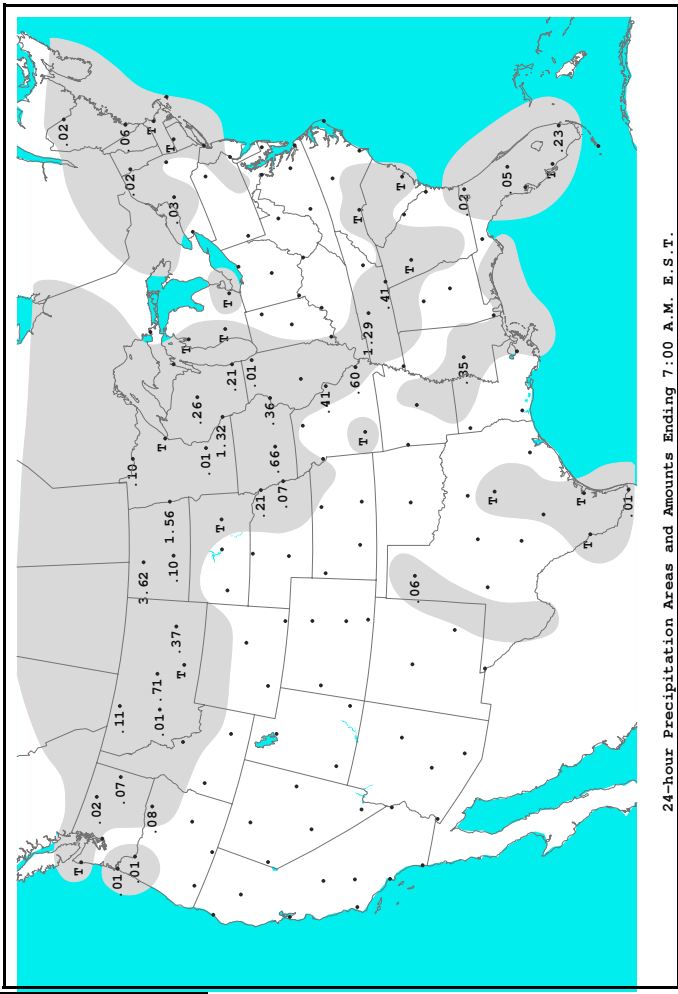 .02
T
.02
.01
.11
.07
.06
.02
.10
.01
3.62
T
.08
.71
.01
T
1.56
T
.10
.03
.37
T
T
.26
.01
T
1.32
T
T
.21
.01
.21
.36
.66
.07
.41
.60
T
T
1.29
.41
T
T
.06
.35
.02
T
.05
T
.23
T
T
.01
24-hour Precipitation Areas and Amounts Ending 7:00 A.M. E.S.T.